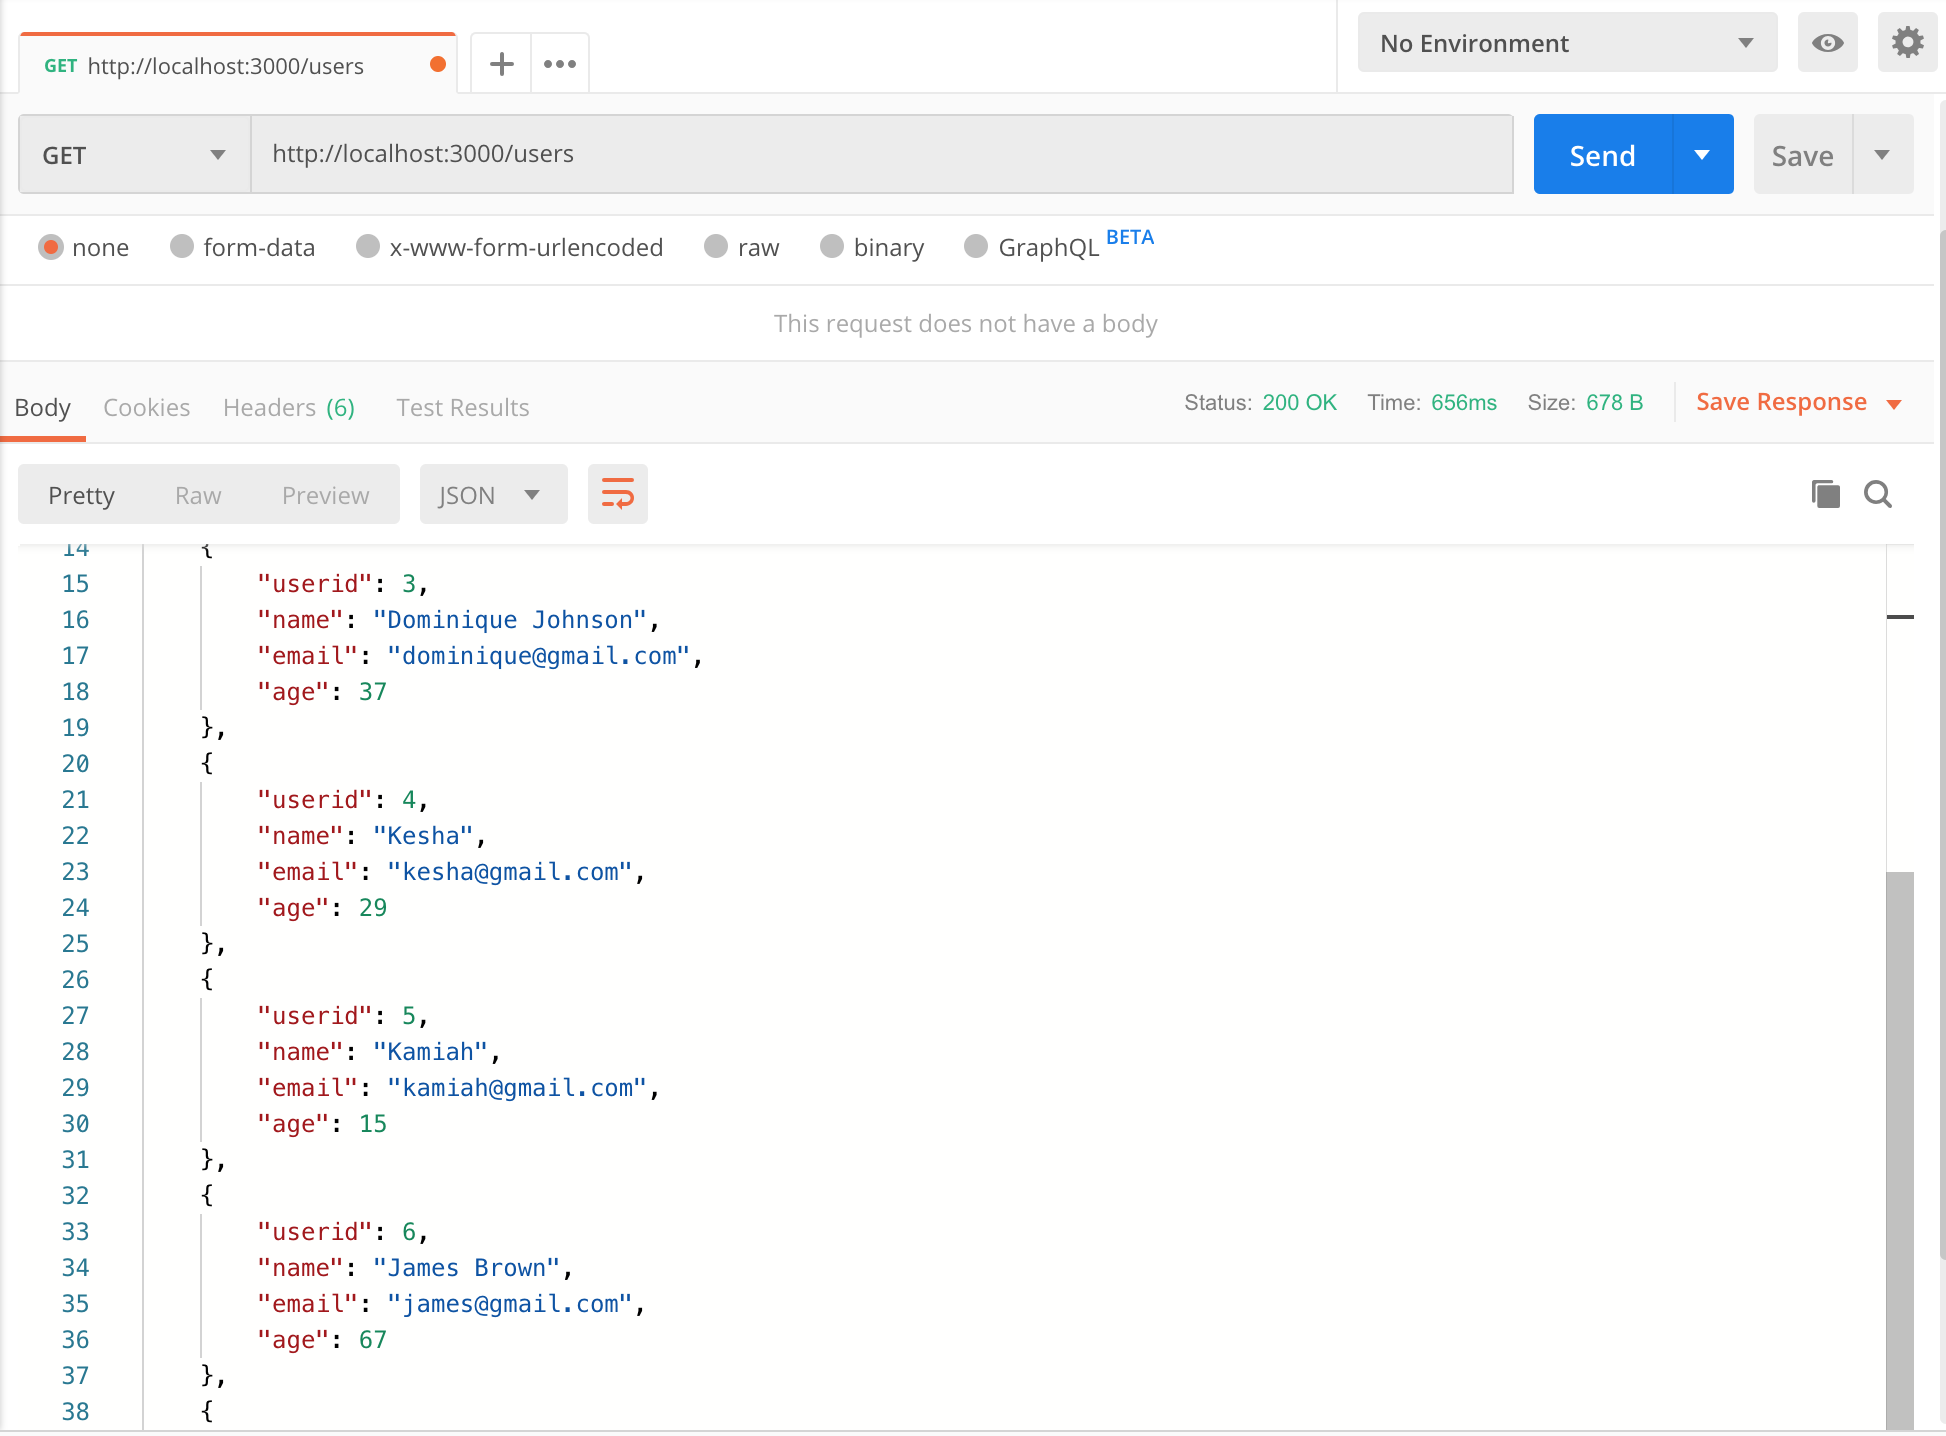 GET http://localhost:3000/users
No Environment
GET http://localhost:3000/users Send Save
none form-data x-www-form-urlencoded raw binary GraphQL BETA
This request does not have a body
Body Cookies Headers (6) Test Results Status: 200 OK Time: 656ms Size: 678 B Save Response
Pretty Raw Preview JSON
14 {
15 "userid": 3,
16 "name": "Dominique Johnson",
17 "email": "dominique@gmail.com",
18 "age": 37
19 },
20 {
21 "userid": 4,
22 "name": "Kesha",
23 "email": "kesha@gmail.com",
24 "age": 29
25 },
26 {
27 "userid": 5,
28 "name": "Kamiah",
29 "email": "kamiah@gmail.com",
30 "age": 15
31 },
32 {
33 "userid": 6,
34 "name": "James Brown",
35 "email": "james@gmail.com",
36 "age": 67
37 },
38 {